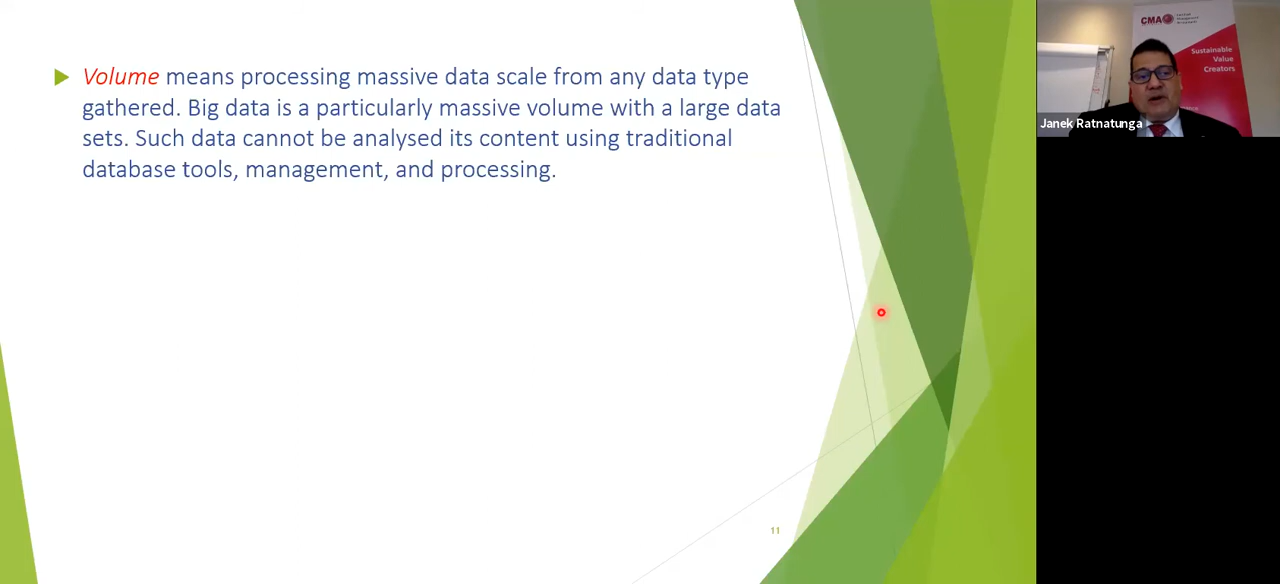 Volume means processing massive data scale from any data type
gathered. Big data is a particularly massive volume with a large data
sets. Such data cannot be analysed its content using traditional
database tools, management, and processing.
11
CMA
Sustainable
Value
Creators
Janek Ratnatunga